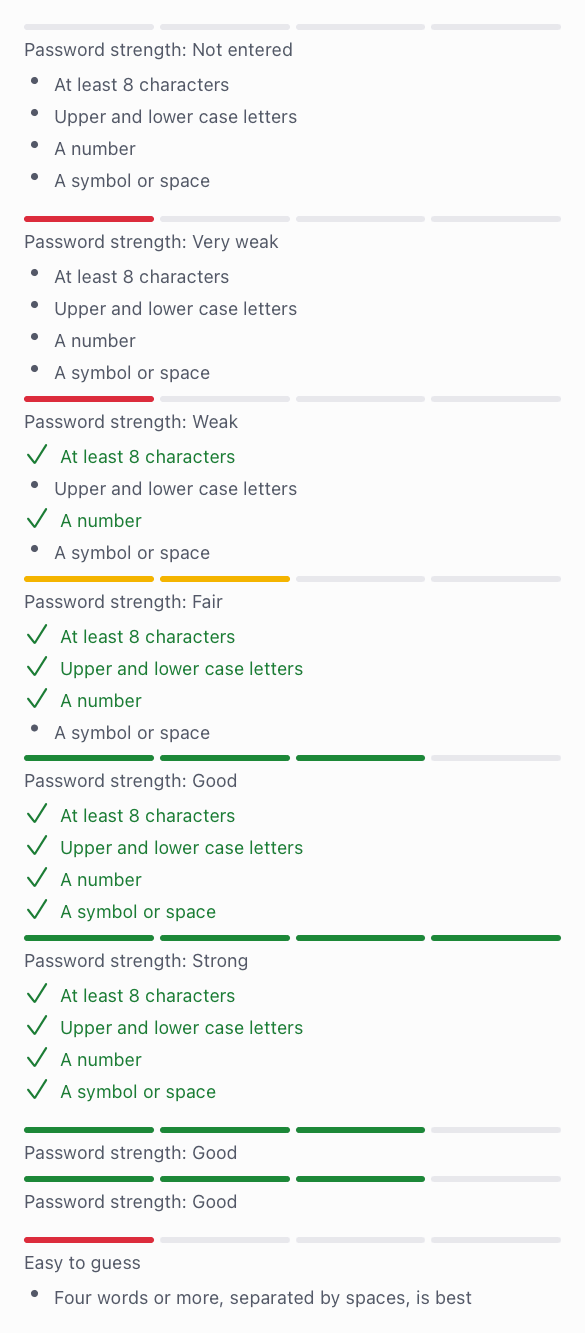 Password strength: Not entered
At least 8 characters
Upper and lower case letters
A number
A symbol or space
Password strength: Very weak
At least 8 characters
Upper and lower case letters
A number
A symbol or space
Password strength: Weak
At least 8 characters
Upper and lower case letters
A number
A symbol or space
Password strength: Fair
At least 8 characters
Upper and lower case letters
A number
A symbol or space
Password strength: Good
At least 8 characters
Upper and lower case letters
A number
A symbol or space
Password strength: Strong
At least 8 characters
Upper and lower case letters
A number
A symbol or space
Password strength: Good
Password strength: Good
Easy to guess
Four words or more, separated by spaces, is best